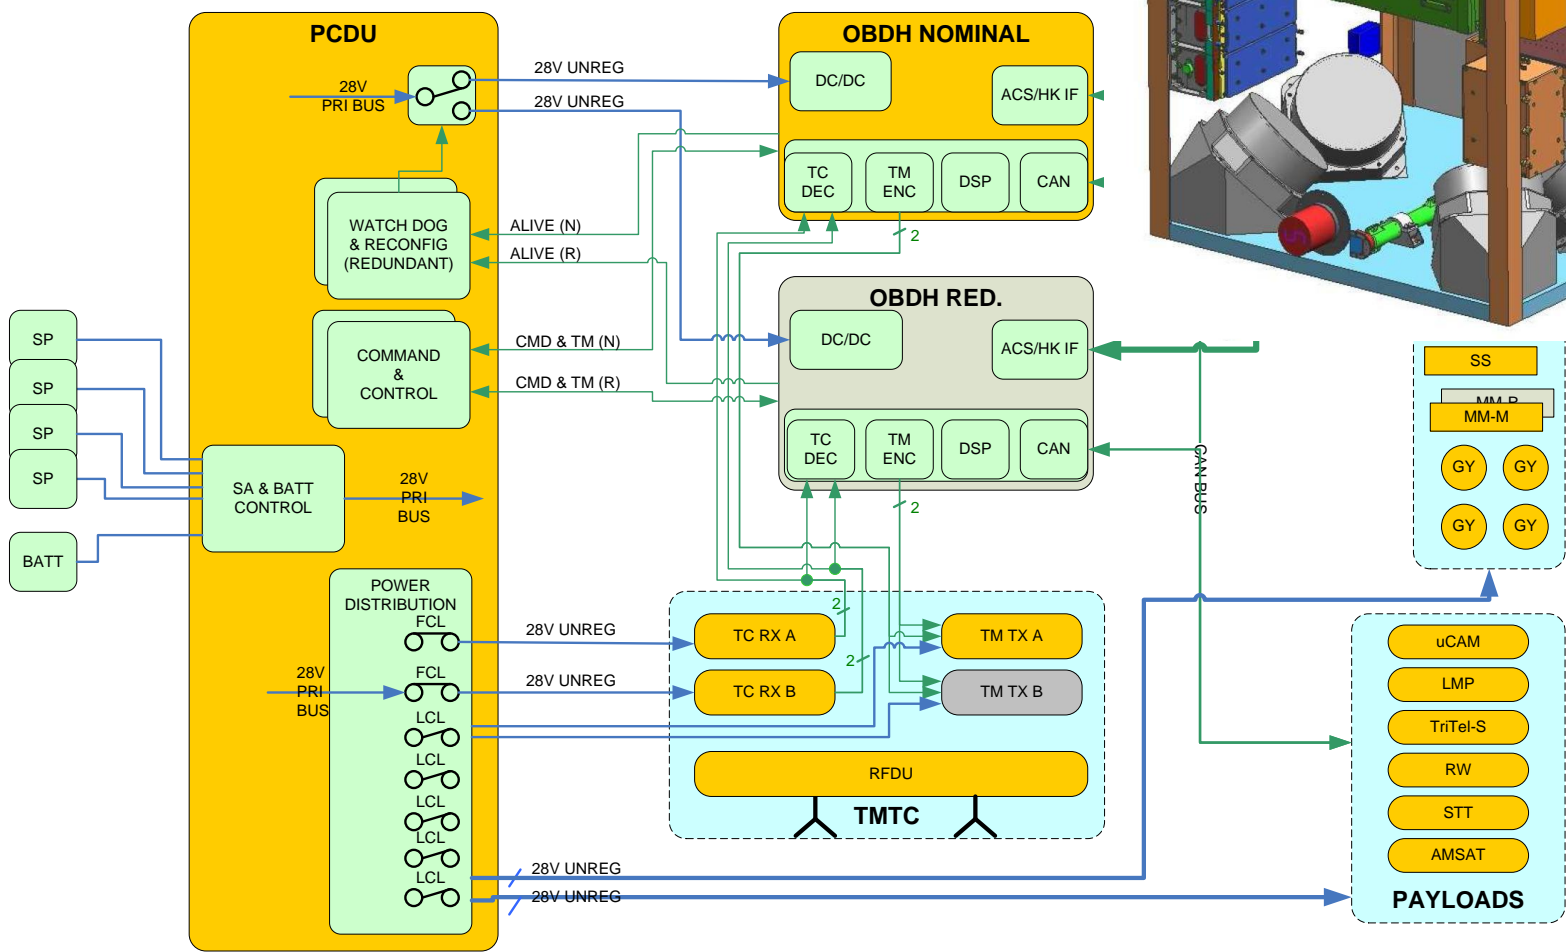 PCDU
28V
PRI BUS
28V UNREG
28V UNREG
WATCH DOG
& RECONFIG
(REDUNDANT)
ALIVE (N)
ALIVE (R)
COMMAND
&
CONTROL
CMD & TM (N)
CMD & TM (R)
SP
SP
SP
SP
BATT
SA & BATT
CONTROL
28V
PRI
BUS
POWER
DISTRIBUTION
FCL
FCL
LCL
LCL
LCL
LCL
LCL
28V
PRI
BUS
28V UNREG
28V UNREG
28V UNREG
28V UNREG
OBDH NOMINAL
DC/DC
ACS/HK IF
TC
DEC
TM
ENC
DSP
CAN
2
OBDH RED.
DC/DC
ACS/HK IF
TC
DEC
TM
ENC
DSP
CAN
2
2
2
TC RX A
TM TX A
TC RX B
TM TX B
RFDU
TMTC
CAN BUS
SS
MM-R
MM-M
GY
GY
GY
GY
uCAM
LMP
TriTel-S
RW
STT
AMSAT
PAYLOADS